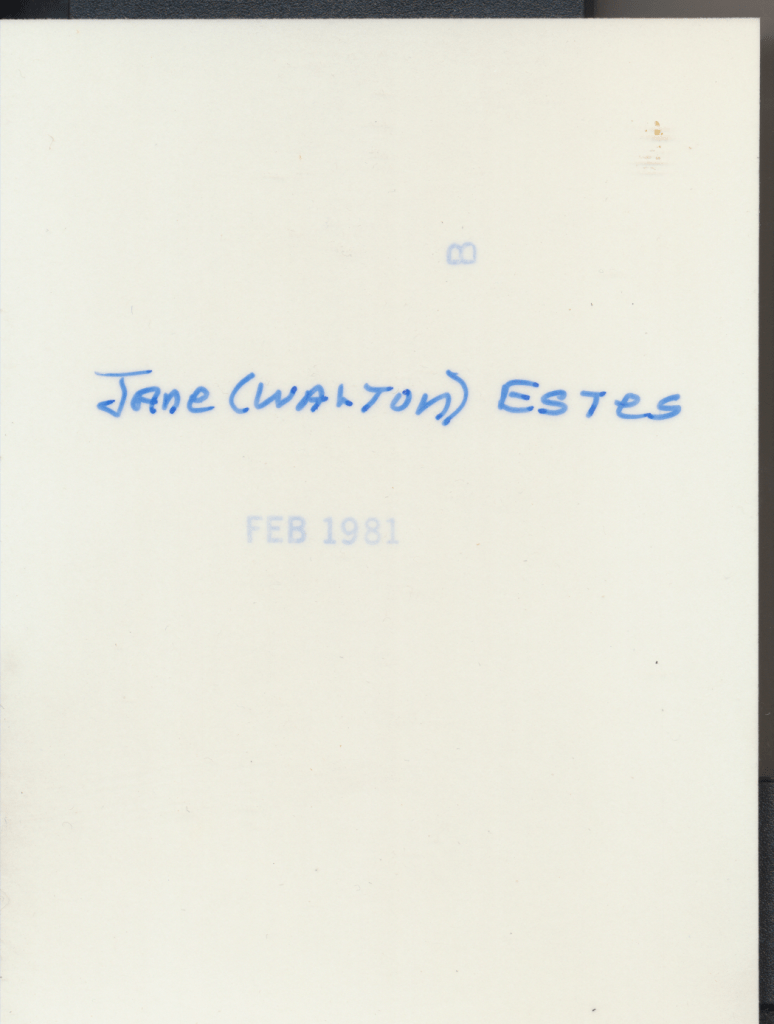 B
Jane (WALTON) ESTes
FEB 1981